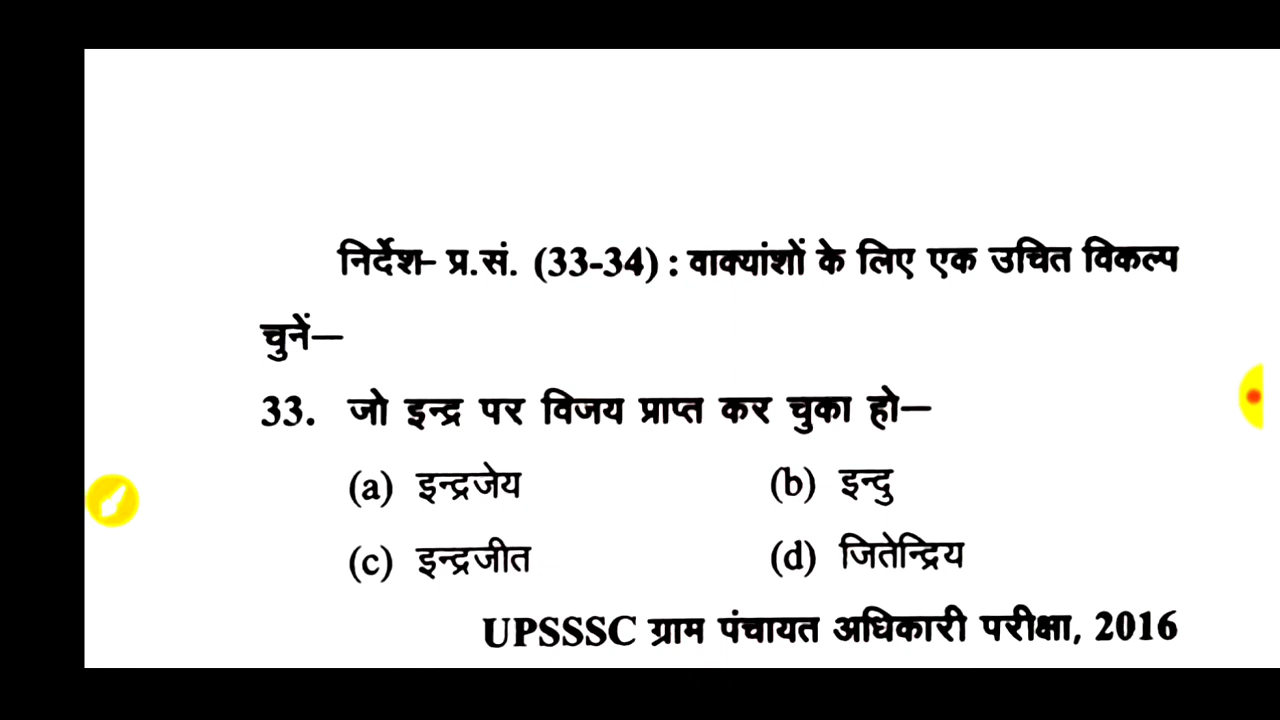 निर्देश- प्र.सं. (33-34) : वाक्यांशों के लिए एक उचित विकल्प
चुनें—
33. जो इन्द्र पर विजय प्राप्त कर चुका हो—
(a) इन्द्रजेय (b) इन्दु
(c) इन्द्रजीत (d) जितेन्द्रिय
UPSSSC ग्राम पंचायत अधिकारी परीक्षा, 2016